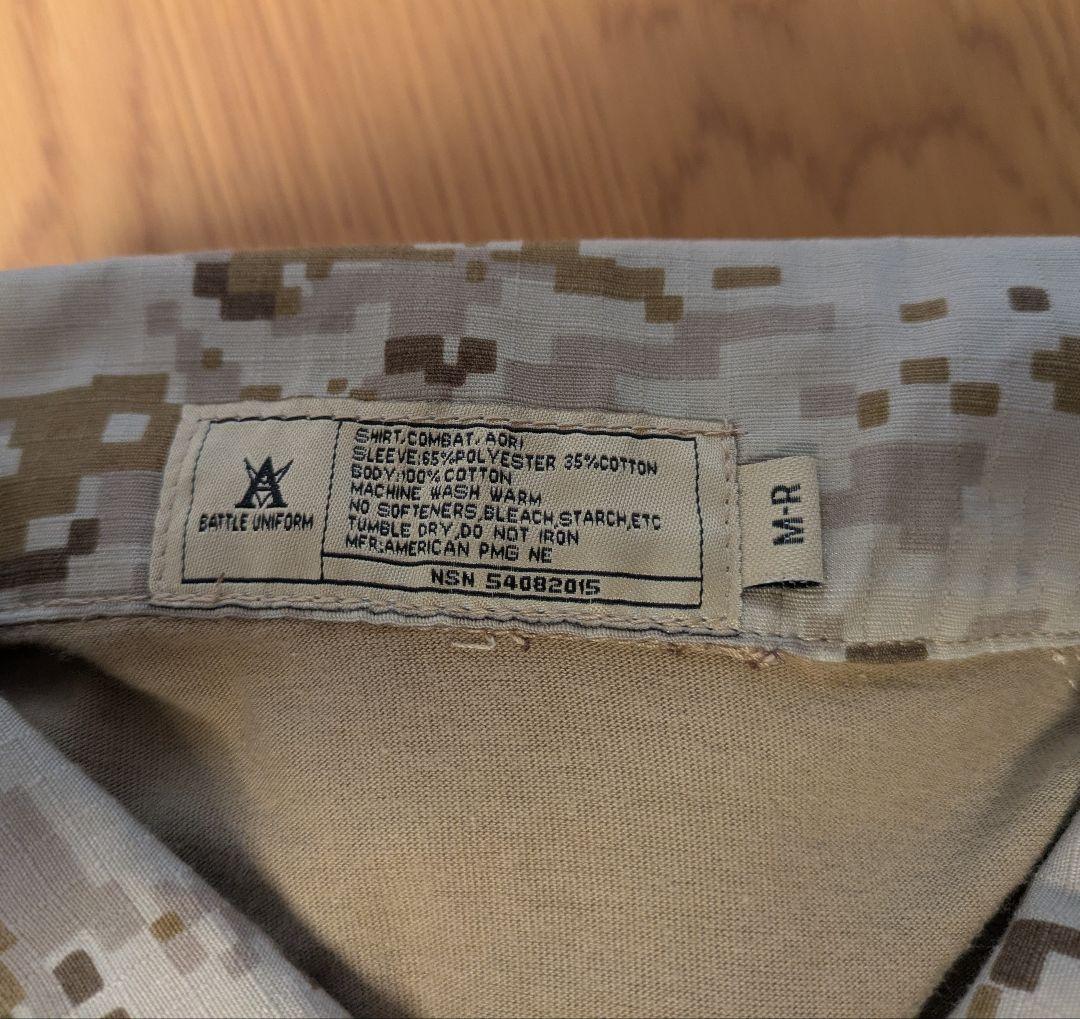 BATTLE UNIFORM
SHIRT,COMBAT, AOR1
SLEEVE:65%POLYESTER 35%COTTON
BODY:100% COTTON
MACHINE WASH WARM
NO SOFTENERS,BLEACH,STARCH,ETC
TUMBLE DRY,DO NOT IRON
MFR:AMERICAN PMG NE
NSN 54082015
M-R